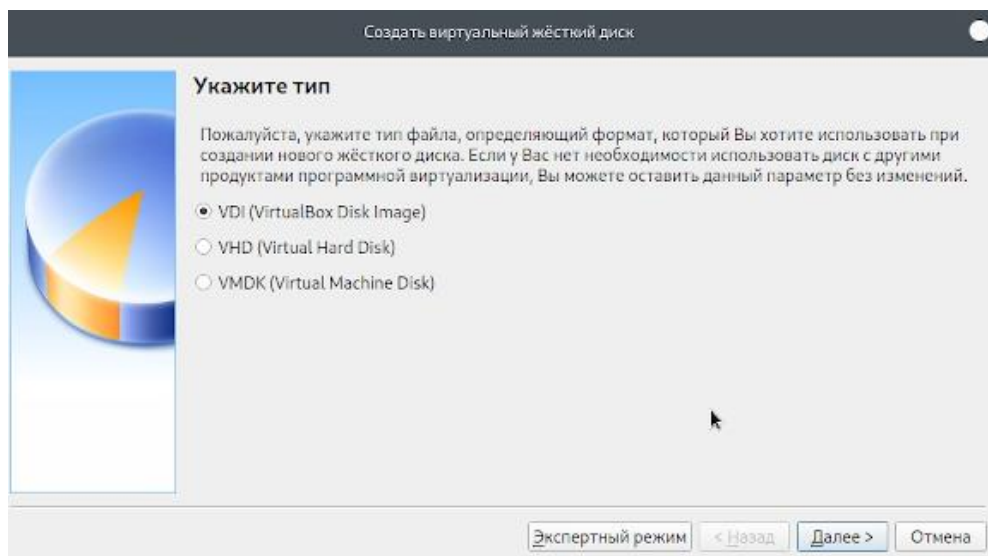 Создать виртуальный жёсткий диск
Укажите тип
Пожалуйста, укажите тип файла, определяющий формат, который Вы хотите использовать при
создании нового жёсткого диска. Если у Вас нет необходимости использовать диск с другими
продуктами программной виртуализации, Вы можете оставить данный параметр без изменений.
VDI (VirtualBox Disk Image)
VHD (Virtual Hard Disk)
VMDK (Virtual Machine Disk)
Экспертный режим < Назад Далее > Отмена